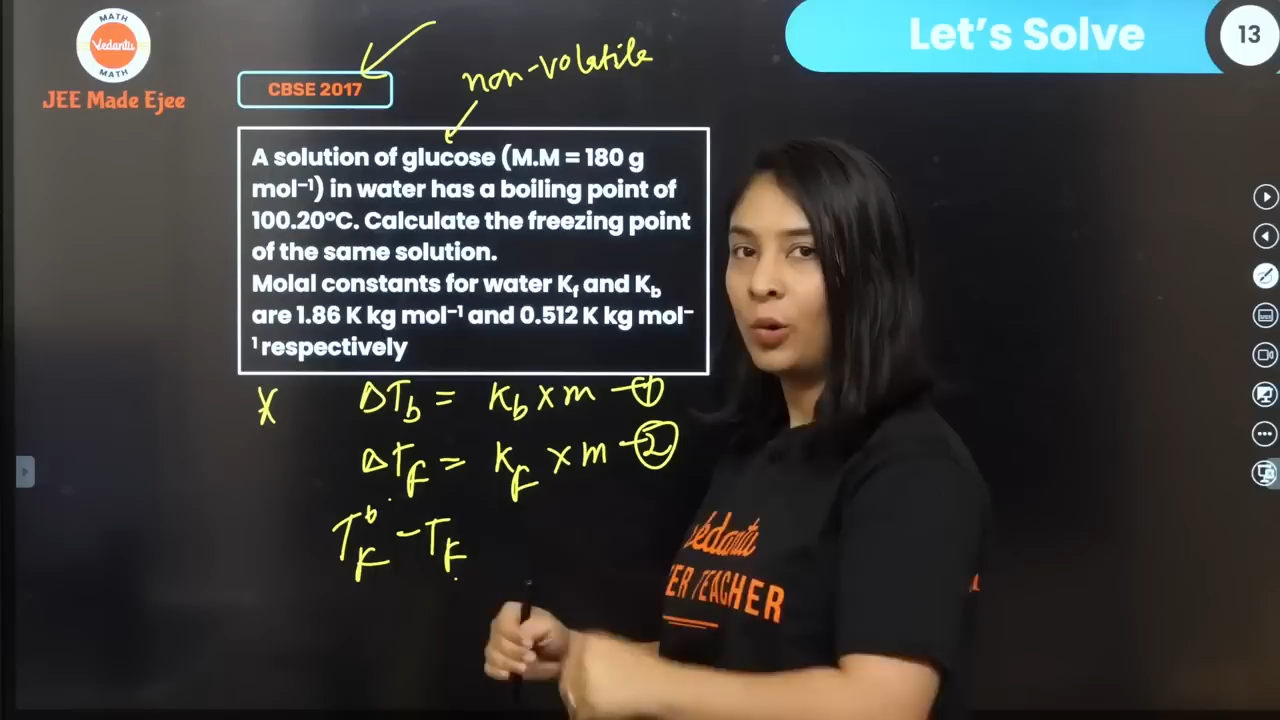 MATH
Vedantu
MATH
JEE Made Ejee
Let's Solve
13
CBSE 2017
non-volatile
A solution of glucose (M.M = 180 g
mol⁻¹) in water has a boiling point of
100.20°C. Calculate the freezing point
of the same solution.
Molal constants for water Kf and Kb
are 1.86 K kg mol⁻¹ and 0.512 K kg mol⁻
¹ respectively
ΔTb = Kb × m - ①
ΔTf = Kf × m - ②
Tf° - Tf
Vedantu
TEACHER